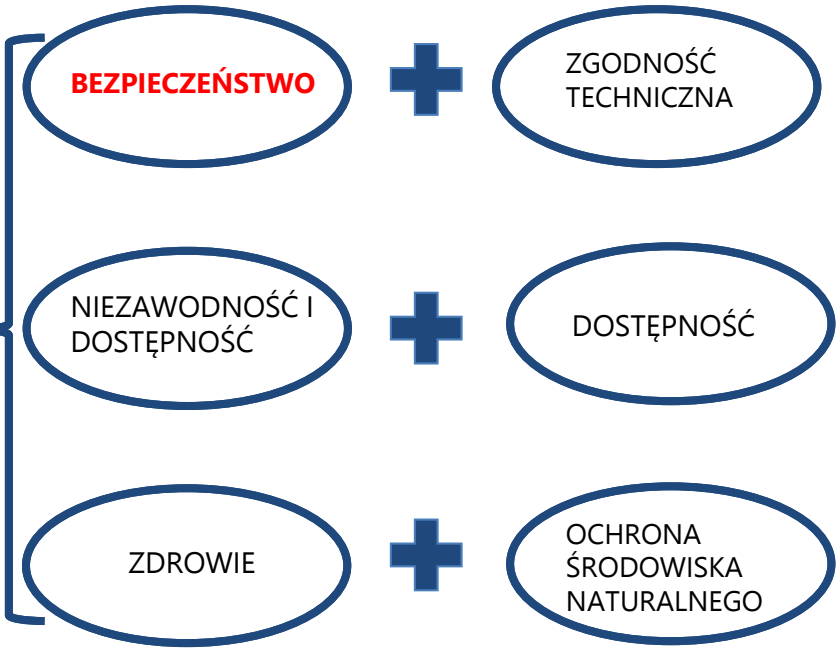 BEZPIECZEŃSTWO
ZGODNOŚĆ
TECHNICZNA
NIEZAWODNOŚĆ I
DOSTĘPNOŚĆ
DOSTĘPNOŚĆ
ZDROWIE
OCHRONA
ŚRODOWISKA
NATURALNEGO